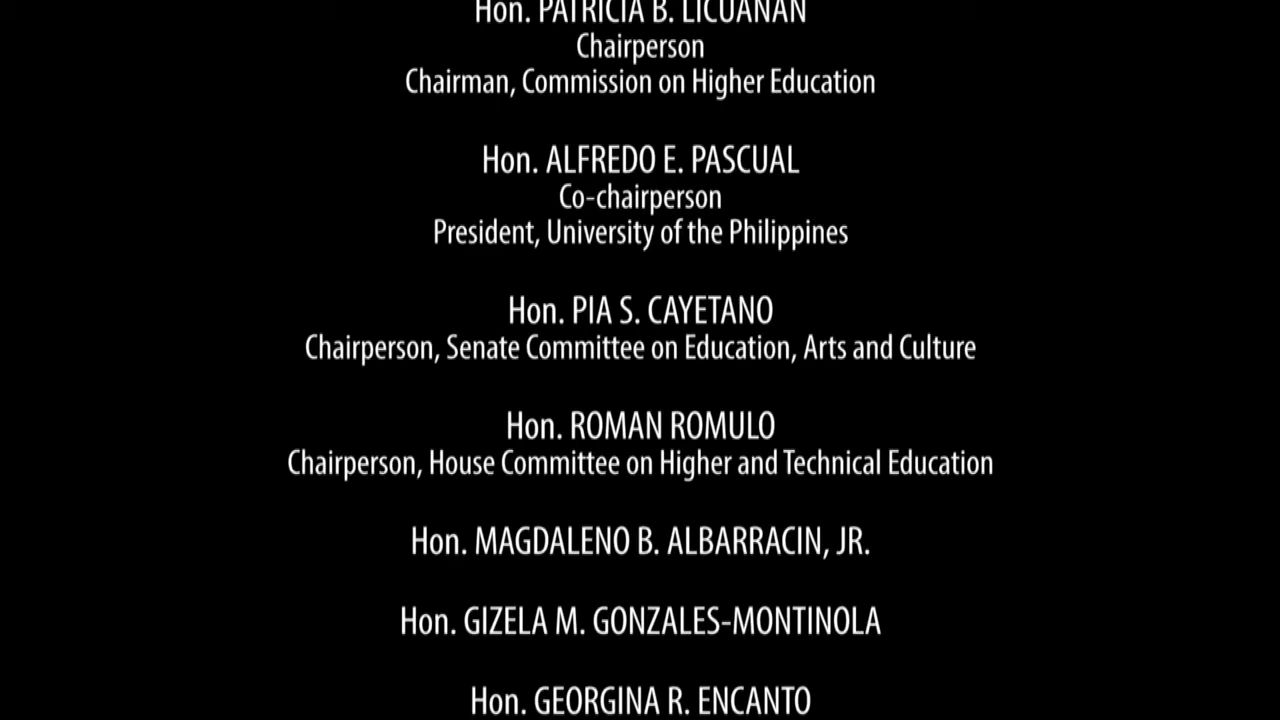 Hon. PATRICIA B. LICUANAN
Chairperson
Chairman, Commission on Higher Education
Hon. ALFREDO E. PASCUAL
Co-chairperson
President, University of the Philippines
Hon. PIA S. CAYETANO
Chairperson, Senate Committee on Education, Arts and Culture
Hon. ROMAN ROMULO
Chairperson, House Committee on Higher and Technical Education
Hon. MAGDALENO B. ALBARRACIN, JR.
Hon. GIZELA M. GONZALES-MONTINOLA
Hon. GEORGINA R. ENCANTO